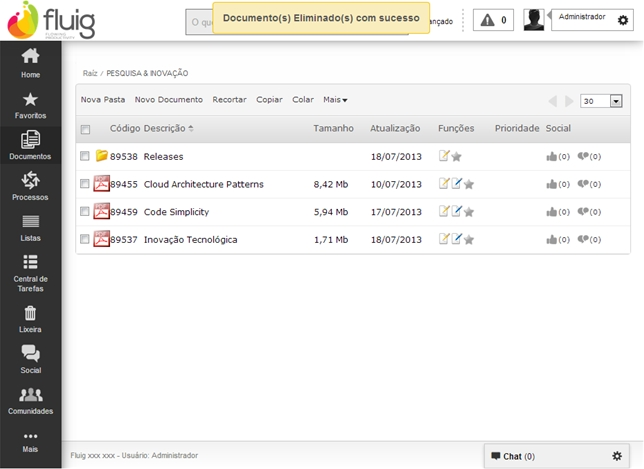 fluig
O qu
Documento(s) Eliminado(s) com sucesso
ançado
0
Administrador
Home
Favoritos
Documentos
Processos
Listas
Central de
Tarefas
Lixeira
Social
Comunidades
Mais
Raíz / PESQUISA & INOVAÇÃO
Nova Pasta Novo Documento Recortar Copiar Colar Mais 30
Código Descrição Tamanho Atualização Funções Prioridade Social
89538 Releases 18/07/2013 (0) (0)
89455 Cloud Architecture Patterns 8,42 Mb 10/07/2013 (0) (0)
89459 Code Simplicity 5,94 Mb 17/07/2013 (0) (0)
89537 Inovação Tecnológica 1,71 Mb 18/07/2013 (0) (0)
Fluig xxx xxx - Usuário: Administrador
Chat (0)